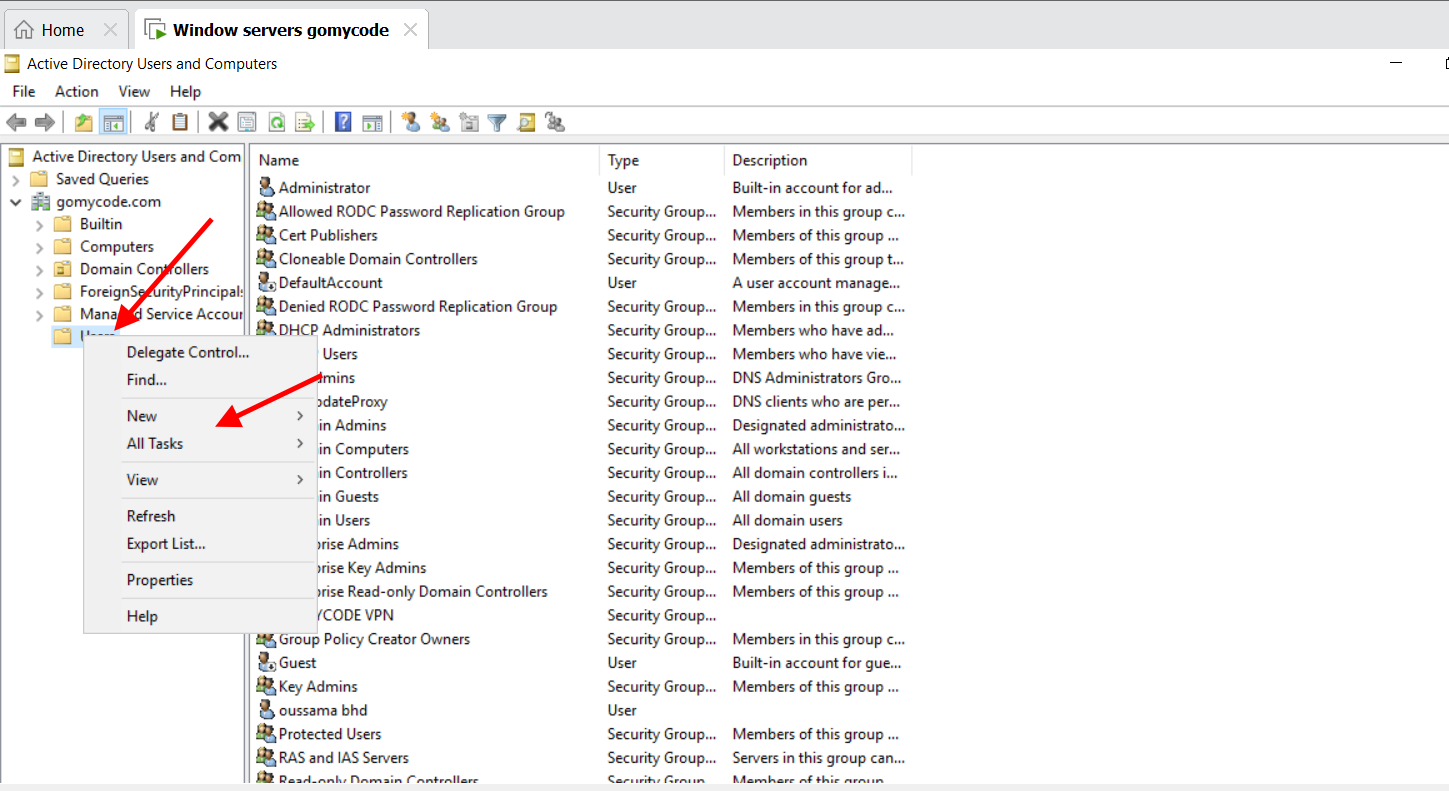 Home
Window servers gomycode
Active Directory Users and Computers
File Action View Help
Active Directory Users and Com
Saved Queries
gomycode.com
Builtin
Computers
Domain Controllers
ForeignSecurityPrincipals
Managed Service Accoun
Users
Delegate Control...
Find...
New
All Tasks
View
Refresh
Export List...
Properties
Help
Name Type Description
Administrator User Built-in account for ad...
Allowed RODC Password Replication Group Security Group... Members in this group c...
Cert Publishers Security Group... Members of this group ...
Cloneable Domain Controllers Security Group... Members of this group t...
DefaultAccount User A user account manage...
Denied RODC Password Replication Group Security Group... Members in this group c...
DHCP Administrators Security Group... Members who have ad...
Users Security Group... Members who have vie...
dmins Security Group... DNS Administrators Gro...
pdateProxy Security Group... DNS clients who are per...
in Admins Security Group... Designated administrato...
in Computers Security Group... All workstations and ser...
in Controllers Security Group... All domain controllers i...
in Guests Security Group... All domain guests
in Users Security Group... All domain users
prise Admins Security Group... Designated administrato...
prise Key Admins Security Group... Members of this group ...
prise Read-only Domain Controllers Security Group... Members of this group ...
YCODE VPN Security Group...
Group Policy Creator Owners Security Group... Members in this group c...
Guest User Built-in account for gue...
Key Admins Security Group... Members of this group ...
oussama bhd User
Protected Users Security Group... Members of this group ...
RAS and IAS Servers Security Group... Servers in this group can...
Read-only Domain Controllers Security Group... Members of this group